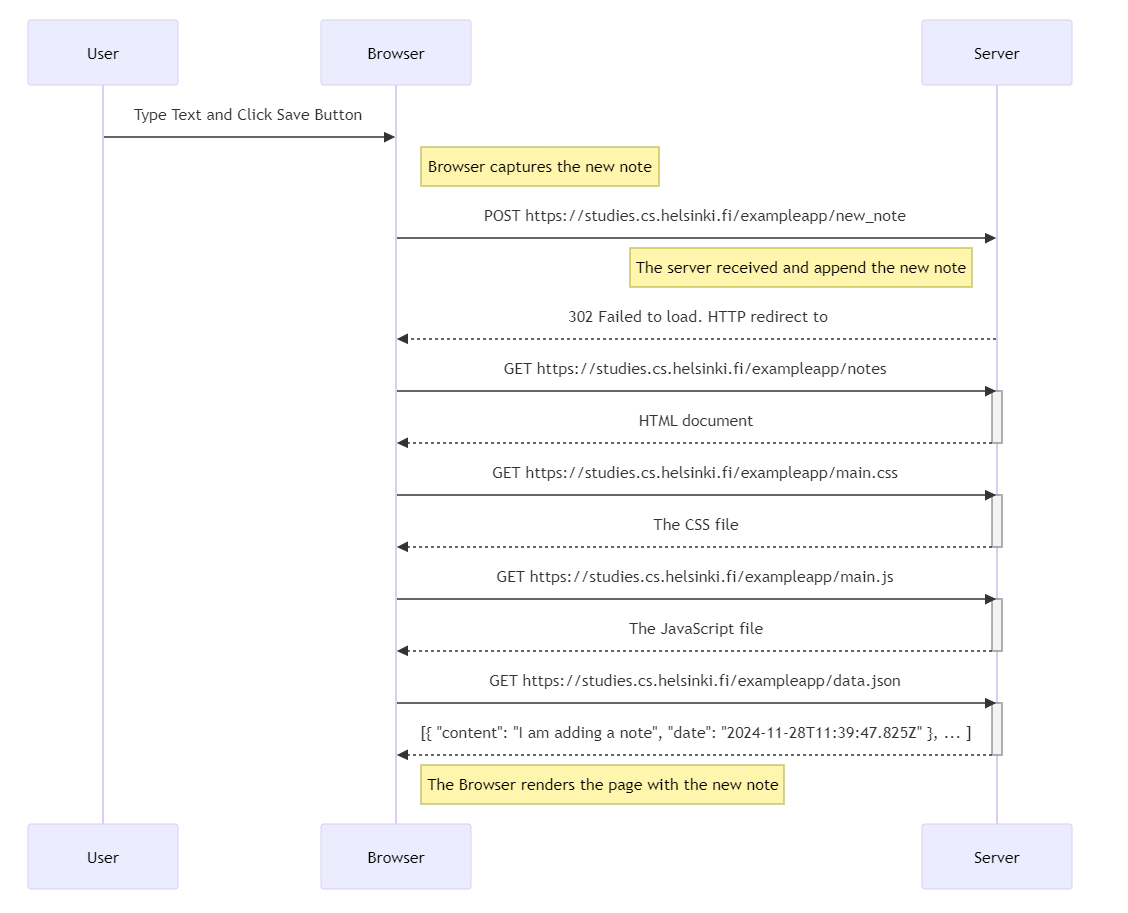 User
Browser
Server
Type Text and Click Save Button
Browser captures the new note
POST https://studies.cs.helsinki.fi/exampleapp/new_note
The server received and append the new note
302 Failed to load. HTTP redirect to
GET https://studies.cs.helsinki.fi/exampleapp/notes
HTML document
GET https://studies.cs.helsinki.fi/exampleapp/main.css
The CSS file
GET https://studies.cs.helsinki.fi/exampleapp/main.js
The JavaScript file
GET https://studies.cs.helsinki.fi/exampleapp/data.json
[{ "content": "I am adding a note", "date": "2024-11-28T11:39:47.825Z" }, ... ]
The Browser renders the page with the new note
User
Browser
Server